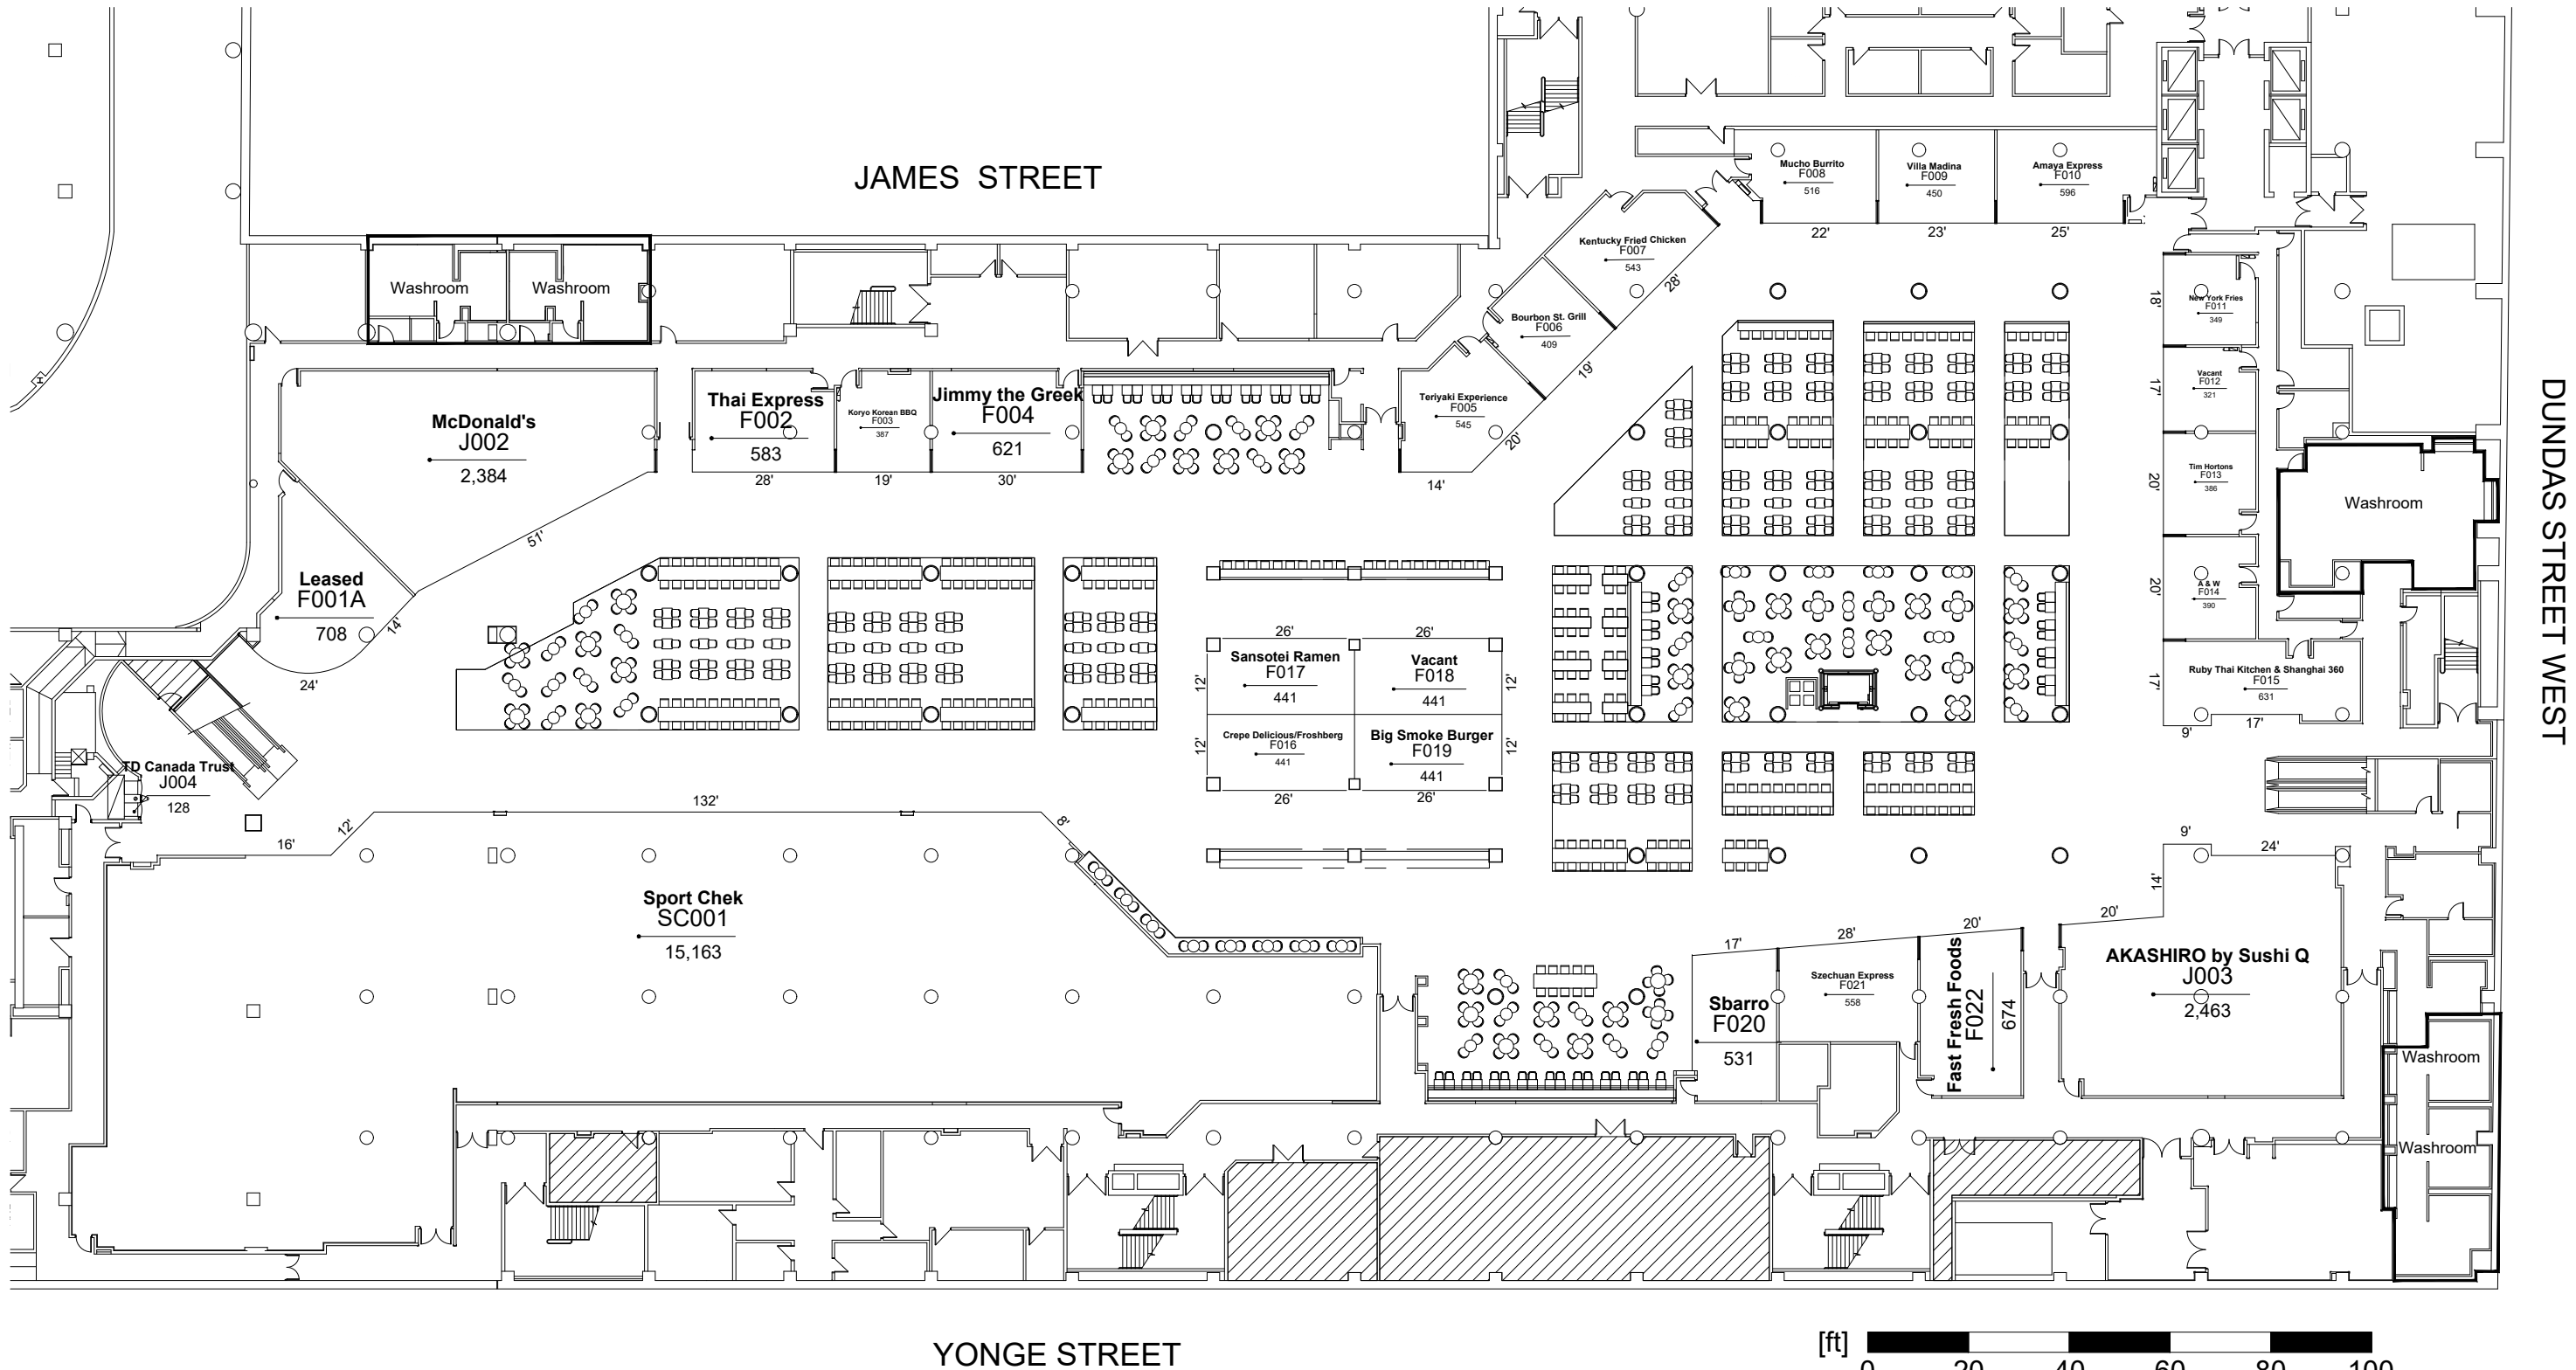 JAMES  STREET
Mucho Burrito
F008
516
22'
Villa Madina
F009
450
23'
Amaya Express
F010
596
25'
Kentucky Fried Chicken
F007
543
28'
Bourbon St. Grill
F006
409
19'
Teriyaki Experience
F005
545
20'
14'
Washroom
Washroom
McDonald's
J002
2,384
51'
Thai Express
F002
583
28'
Koryo Korean BBQ
F003
387
19'
Jimmy the Greek
F004
621
30'
New York Fries
F011
349
18'
Vacant
F012
321
17'
Tim Hortons
F013
386
20'
A & W
F014
390
20'
Ruby Thai Kitchen & Shanghai 360
F015
631
17'
17'
9'
Washroom
DUNDAS STREET WEST
Leased
F001A
708
14'
24'
26'
26'
Sansotei Ramen
F017
441
12'
Vacant
F018
441
12'
Crepe Delicious/Froshberg
F016
441
12'
Big Smoke Burger
F019
441
12'
26'
26'
TD Canada Trust
J004
128
132'
12'
16'
8'
Sport Chek
SC001
15,163
9'
24'
14'
20'
AKASHIRO by Sushi Q
J003
2,463
17'
28'
20'
Sbarro
F020
531
Szechuan Express
F021
558
Fast Fresh Foods
F022
674
Washroom
Washroom
YONGE STREET
[ft]
0 20 40 60 80 100